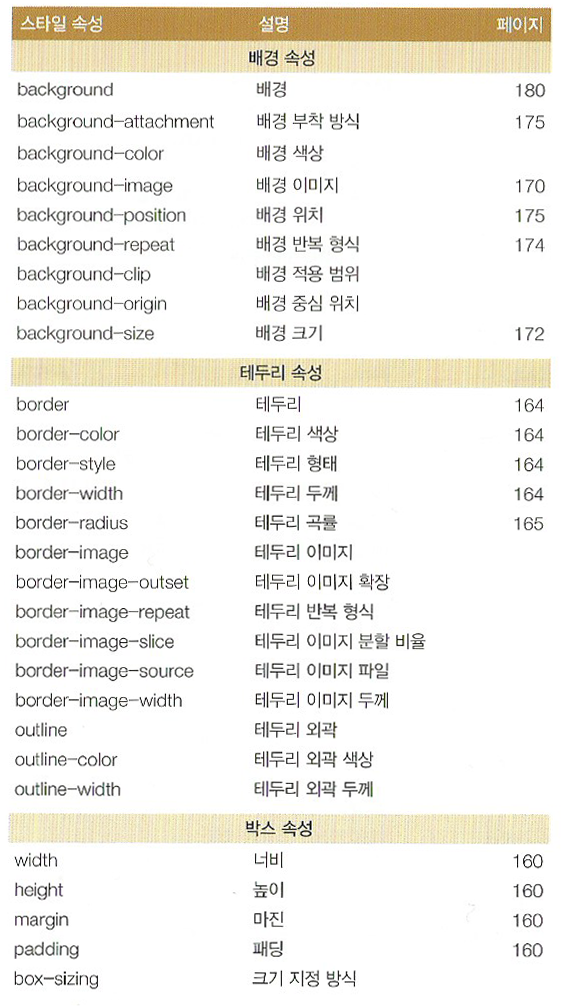 스타일 속성 설명 페이지
배경 속성
background 배경 180
background-attachment 배경 부착 방식 175
background-color 배경 색상
background-image 배경 이미지 170
background-position 배경 위치 175
background-repeat 배경 반복 형식 174
background-clip 배경 적용 범위
background-origin 배경 중심 위치
background-size 배경 크기 172
테두리 속성
border 테두리 164
border-color 테두리 색상 164
border-style 테두리 형태 164
border-width 테두리 두께 164
border-radius 테두리 곡률 165
border-image 테두리 이미지
border-image-outset 테두리 이미지 확장
border-image-repeat 테두리 반복 형식
border-image-slice 테두리 이미지 분할 비율
border-image-source 테두리 이미지 파일
border-image-width 테두리 이미지 두께
outline 테두리 외곽
outline-color 테두리 외곽 색상
outline-width 테두리 외곽 두께
박스 속성
width 너비 160
height 높이 160
margin 마진 160
padding 패딩 160
box-sizing 크기 지정 방식